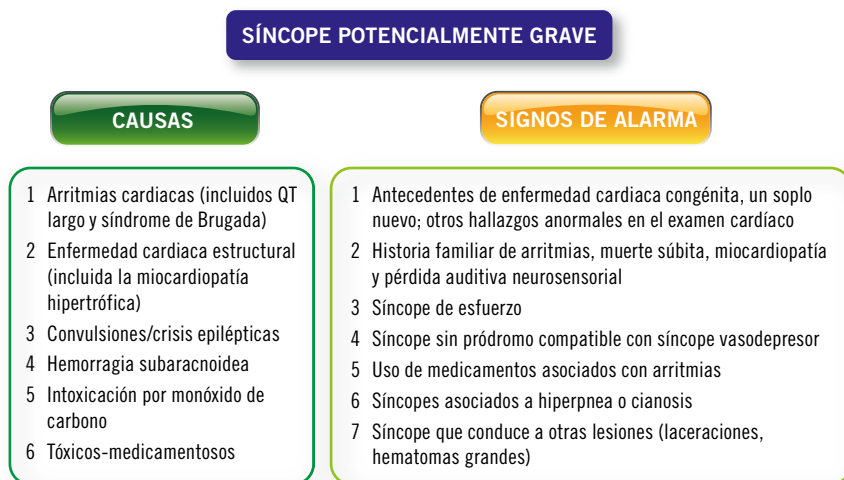 SÍNCOPE POTENCIALMENTE GRAVE
CAUSAS
1 Arritmias cardiacas (incluidos QT
largo y síndrome de Brugada)
2 Enfermedad cardiaca estructural
(incluida la miocardiopatía
hipertrófica)
3 Convulsiones/crisis epilépticas
4 Hemorragia subaracnoidea
5 Intoxicación por monóxido de
carbono
6 Tóxicos-medicamentosos
SIGNOS DE ALARMA
1 Antecedentes de enfermedad cardiaca congénita, un soplo
nuevo; otros hallazgos anormales en el examen cardíaco
2 Historia familiar de arritmias, muerte súbita, miocardiopatía
y pérdida auditiva neurosensorial
3 Síncope de esfuerzo
4 Síncope sin pródromo compatible con síncope vasodepresor
5 Uso de medicamentos asociados con arritmias
6 Síncopes asociados a hiperpnea o cianosis
7 Síncope que conduce a otras lesiones (laceraciones,
hematomas grandes)